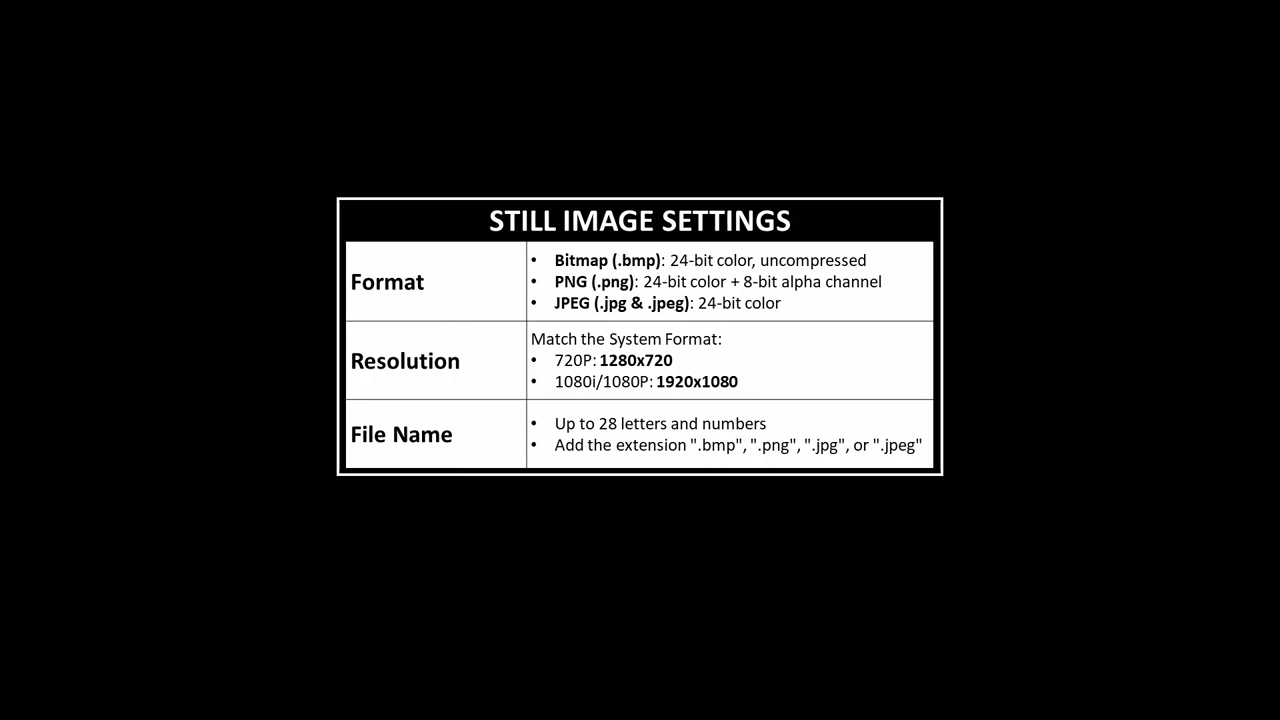 STILL IMAGE SETTINGS
Format
• Bitmap (.bmp): 24-bit color, uncompressed
• PNG (.png): 24-bit color + 8-bit alpha channel
• JPEG (.jpg & .jpeg): 24-bit color
Resolution
Match the System Format:
• 720P: 1280x720
• 1080i/1080P: 1920x1080
File Name
• Up to 28 letters and numbers
• Add the extension ".bmp", ".png", ".jpg", or ".jpeg"